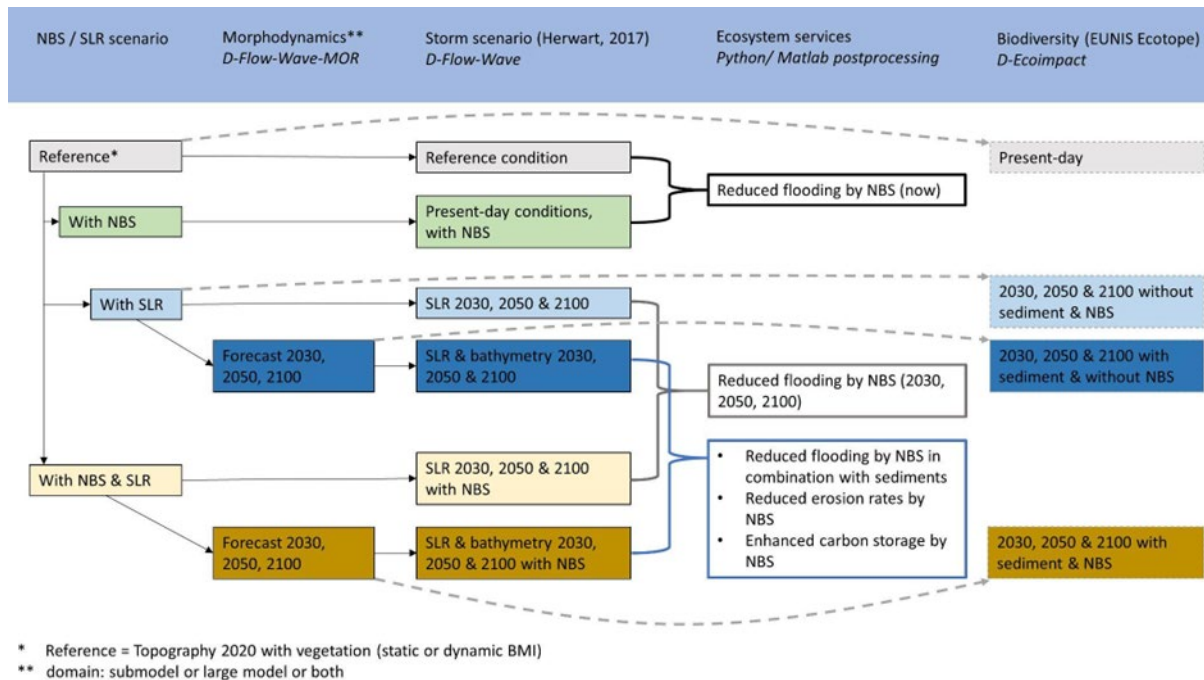 NBS / SLR scenario
Morphodynamics**
D-Flow-Wave-MOR
Storm scenario (Herwart, 2017)
D-Flow-Wave
Ecosystem services
Python/ Matlab postprocessing
Biodiversity (EUNIS Ecotope)
D-Ecoimpact
Reference*
Reference condition
Present-day
Reduced flooding by NBS (now)
With NBS
Present-day conditions,
with NBS
With SLR
SLR 2030, 2050 & 2100
2030, 2050 & 2100 without
sediment & NBS
Forecast 2030,
2050, 2100
SLR & bathymetry 2030,
2050 & 2100
2030, 2050 & 2100 with
sediment & without NBS
Reduced flooding by NBS (2030,
2050, 2100)
With NBS & SLR
SLR 2030, 2050 & 2100
with NBS
• Reduced flooding by NBS in
combination with sediments
• Reduced erosion rates by
NBS
• Enhanced carbon storage by
NBS
Forecast 2030,
2050, 2100
SLR & bathymetry 2030,
2050 & 2100 with NBS
2030, 2050 & 2100 with
sediment & NBS
* Reference = Topography 2020 with vegetation (static or dynamic BMI)
** domain: submodel or large model or both